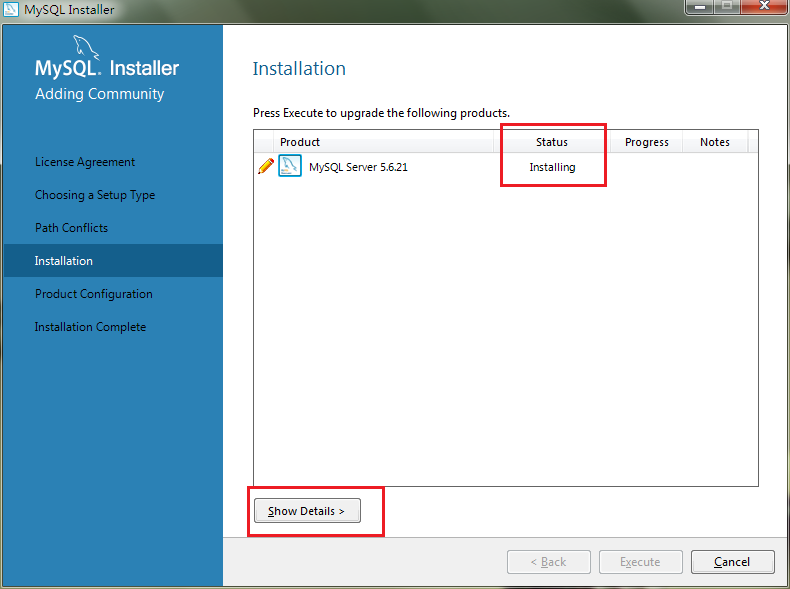 MySQL Installer
MySQL. Installer
Adding Community
License Agreement
Choosing a Setup Type
Path Conflicts
Installation
Product Configuration
Installation Complete
Installation
Press Execute to upgrade the following products.
Product Status Progress Notes
MySQL Server 5.6.21 Installing
Show Details >
< Back Execute Cancel